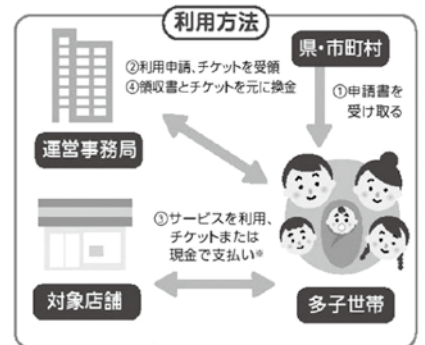 利用方法
県・市町村
②利用申請、チケットを受領
④領収書とチケットを元に換金
①申請書を
受け取る
運営事務局
③サービスを利用、
チケットまたは
現金で支払い※
対象店舗
多子世帯